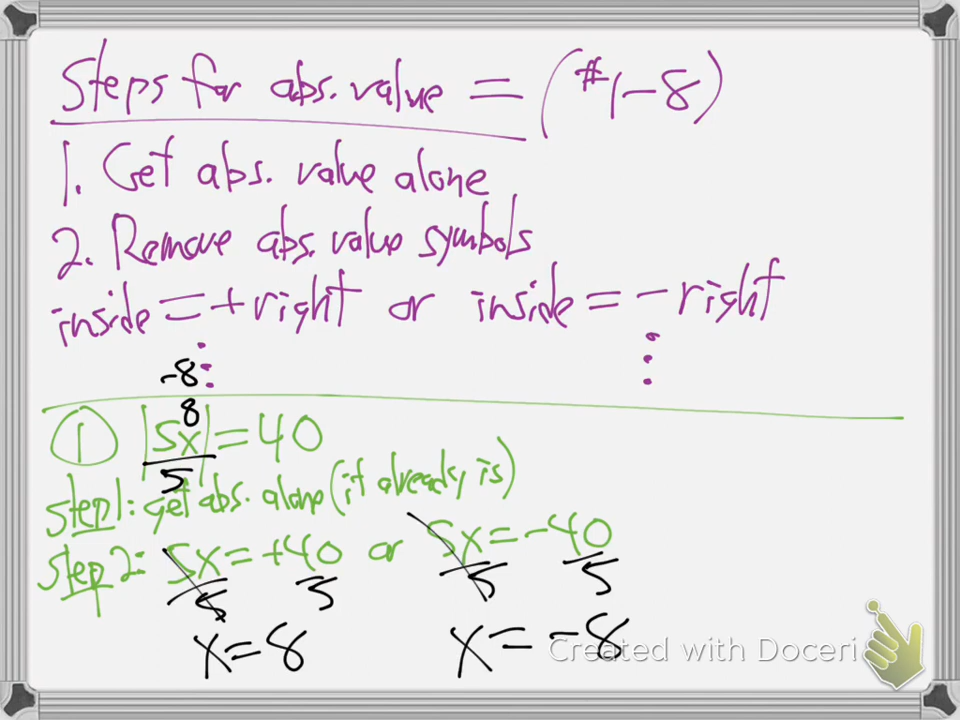 Steps for abs. value = (#1-8)
1. Get abs. value alone
2. Remove abs. value symbols
inside = + right or inside = - right
-8
8
① |5x| = 40
5
Step 1: get abs. alone (it already is)
Step 2: 5x = +40 or 5x = -40
5 5 5 5
x = 8 x = -8
Created with Doceri